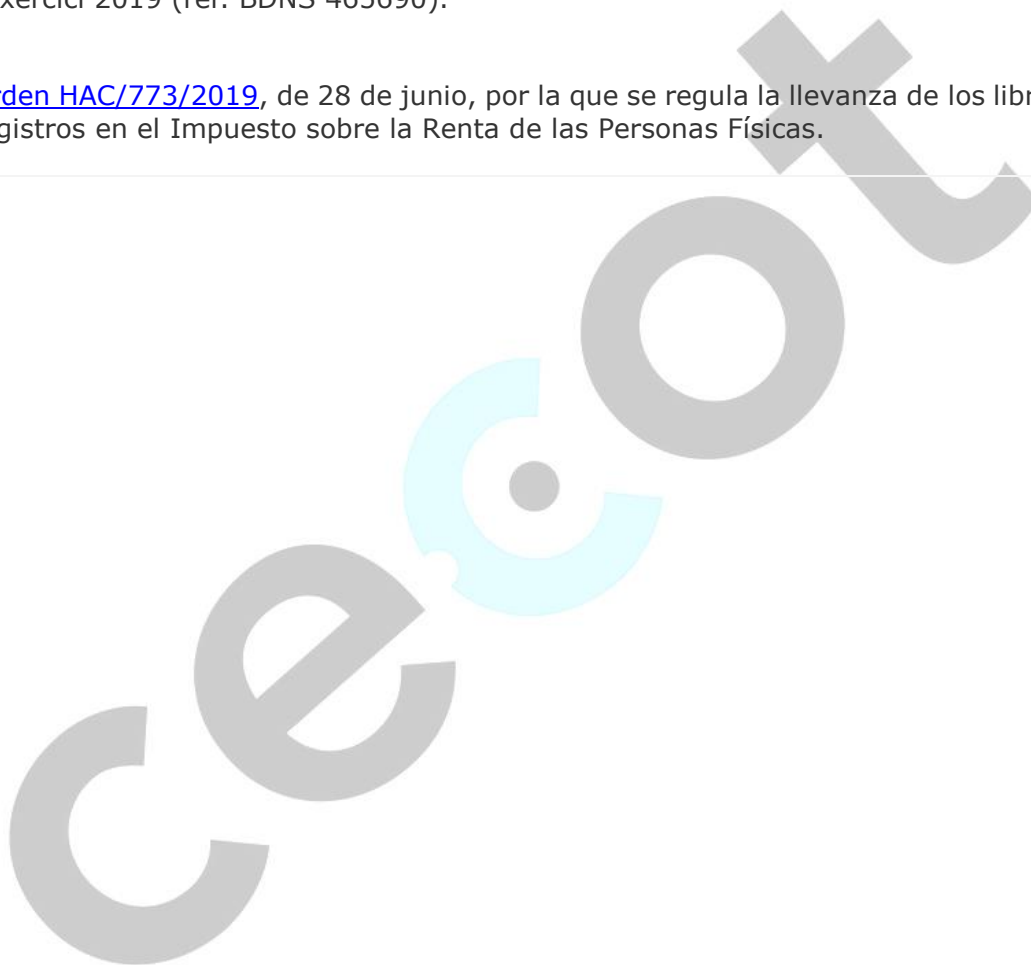 xercici 2019 (ref. BDNS 465690).
rden HAC/773/2019, de 28 de junio, por la que se regula la llevanza de los libr
gistros en el Impuesto sobre la Renta de las Personas Físicas.
cecot